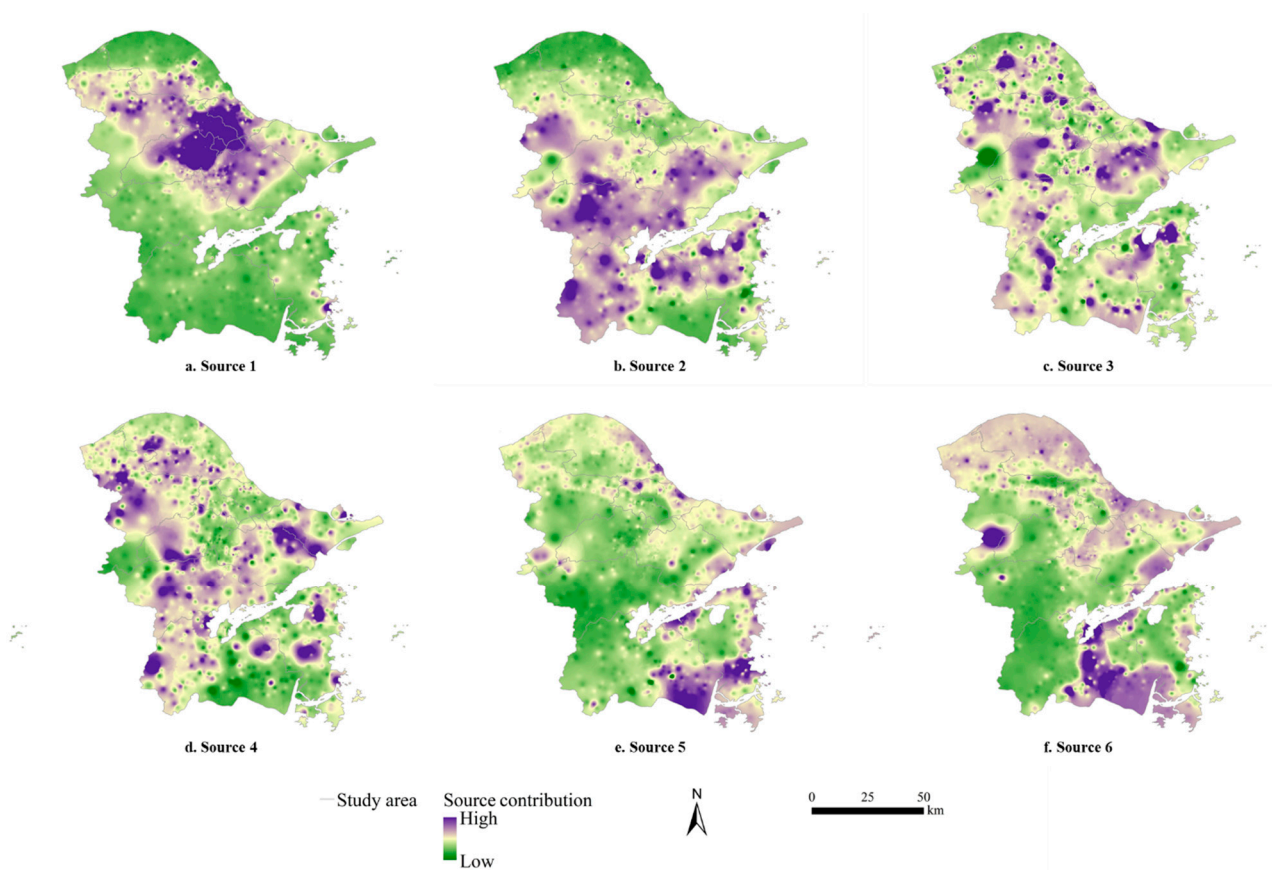 a. Source 1
b. Source 2
c. Source 3
d. Source 4
e. Source 5
f. Source 6
Study area
Source contribution
High
Low
N
0 25 50
km